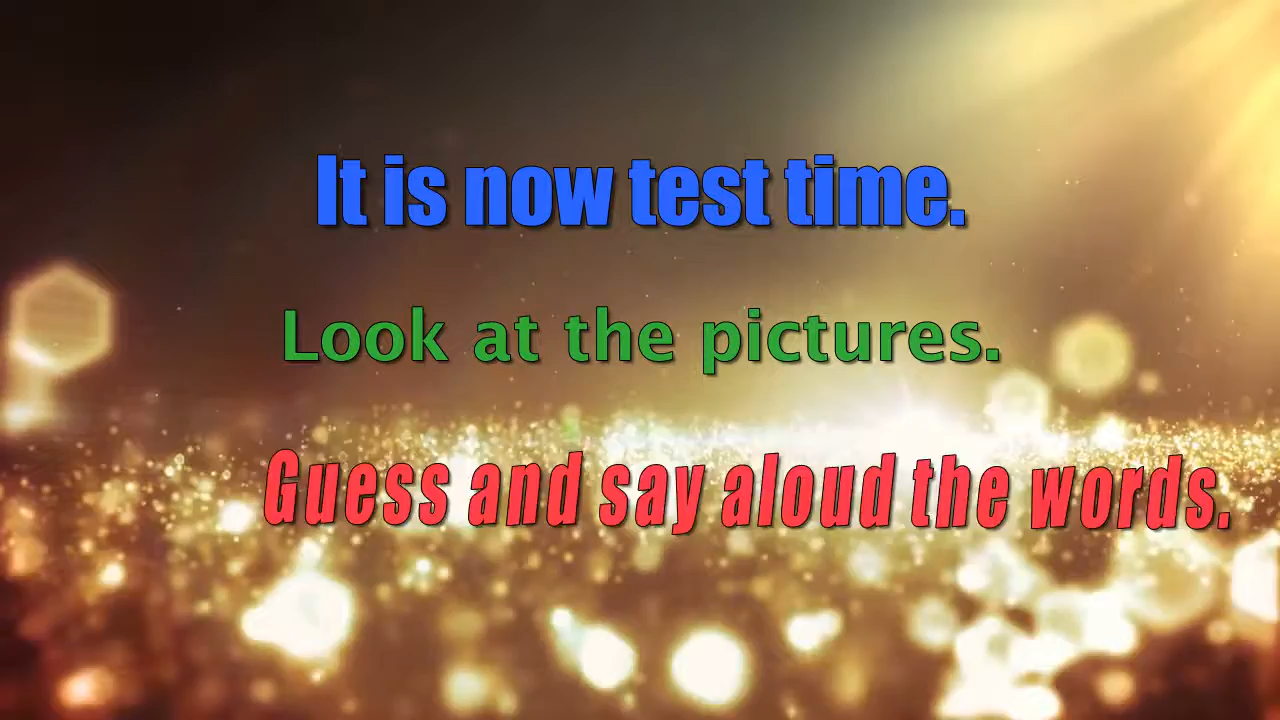 It is now test time.
Look at the pictures.
Guess and say aloud the words.